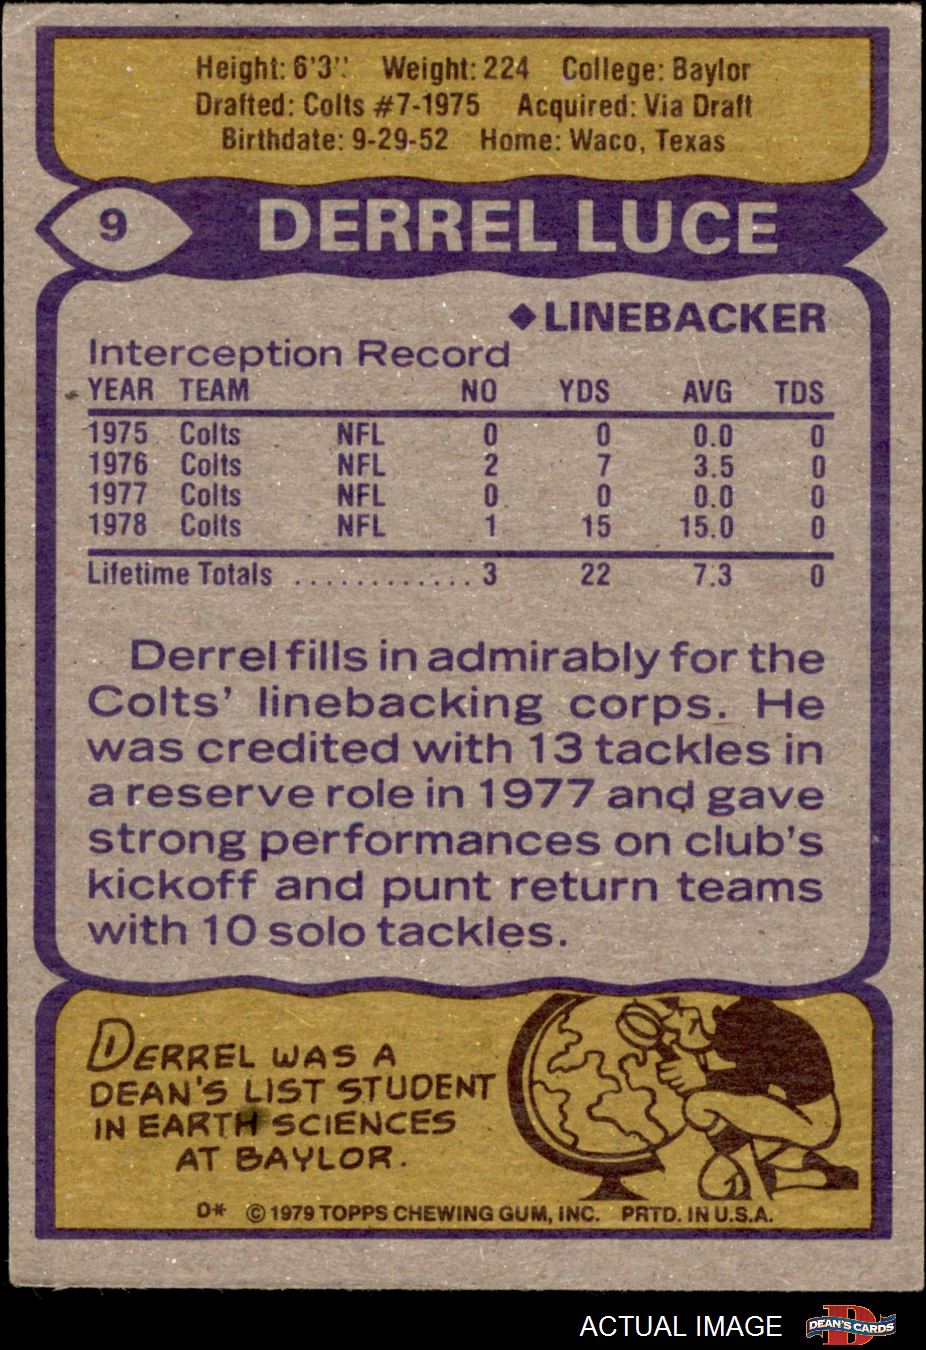 Height: 6'3" Weight: 224 College: Baylor
Drafted: Colts #7-1975 Acquired: Via Draft
Birthdate: 9-29-52 Home: Waco, Texas
9 DERREL LUCE
◆LINEBACKER
Interception Record
YEAR TEAM NO YDS AVG TDS
1975 Colts NFL 0 0 0.0 0
1976 Colts NFL 2 7 3.5 0
1977 Colts NFL 0 0 0.0 0
1978 Colts NFL 1 15 15.0 0
Lifetime Totals ............ 3 22 7.3 0
Derrel fills in admirably for the
Colts' linebacking corps. He
was credited with 13 tackles in
a reserve role in 1977 and gave
strong performances on club's
kickoff and punt return teams
with 10 solo tackles.
DERREL WAS A
DEAN'S LIST STUDENT
IN EARTH SCIENCES
AT BAYLOR.
D* © 1979 TOPPS CHEWING GUM, INC. PRTD. IN U.S.A.
ACTUAL IMAGE DEAN'S CARDS